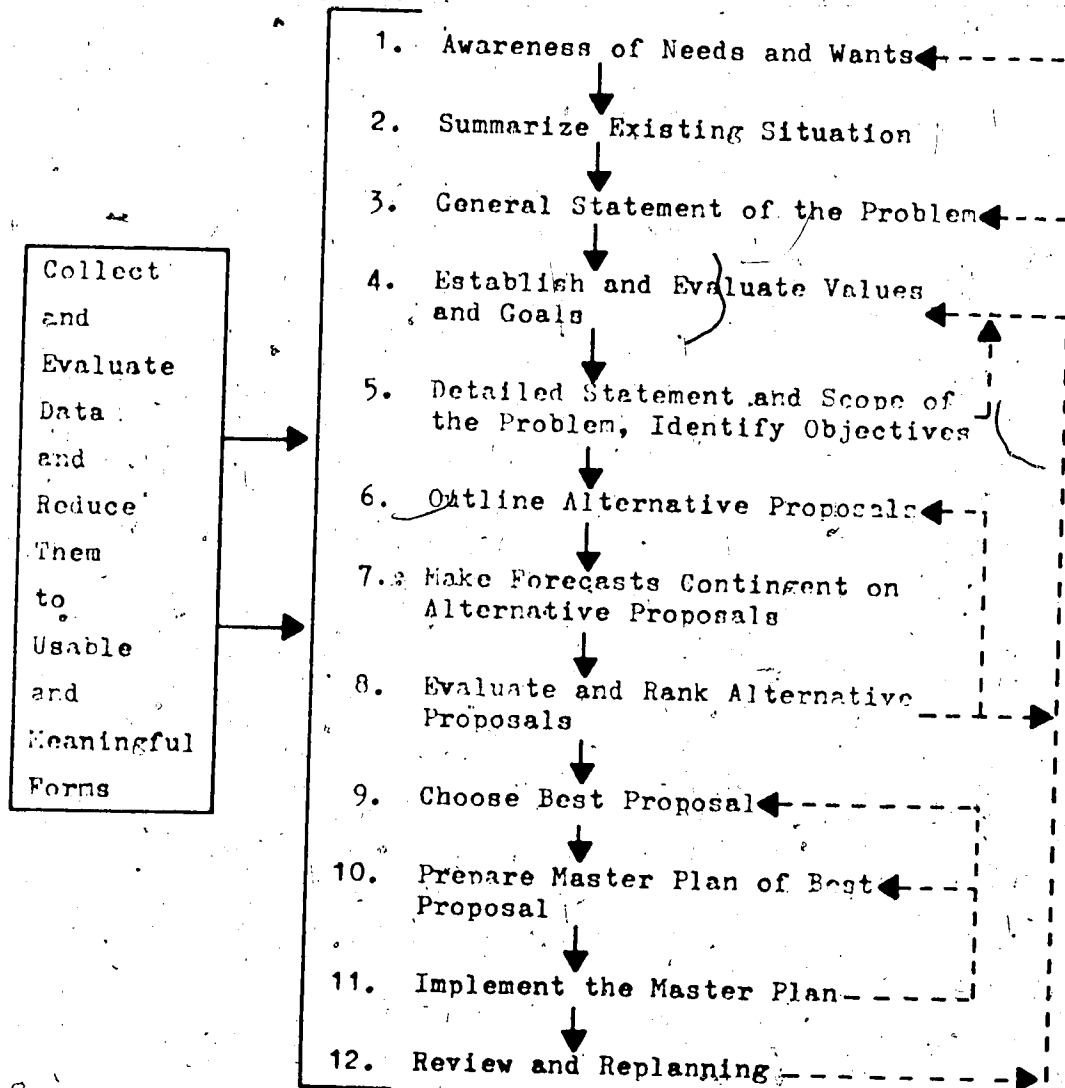 Collect
and
Evaluate
Data
and
Reduce
Them
to
Usable
and
Meaningful
Forms
1. Awareness of Needs and Wants
2. Summarize Existing Situation
3. General Statement of the Problem
4. Establish and Evaluate Values
and Goals
5. Detailed Statement and Scope of
the Problem, Identify Objectives
6. Outline Alternative Proposals
7. Make Forecasts Contingent on
Alternative Proposals
8. Evaluate and Rank Alternative
Proposals
9. Choose Best Proposal
10. Prepare Master Plan of Best
Proposal
11. Implement the Master Plan
12. Review and Replanning